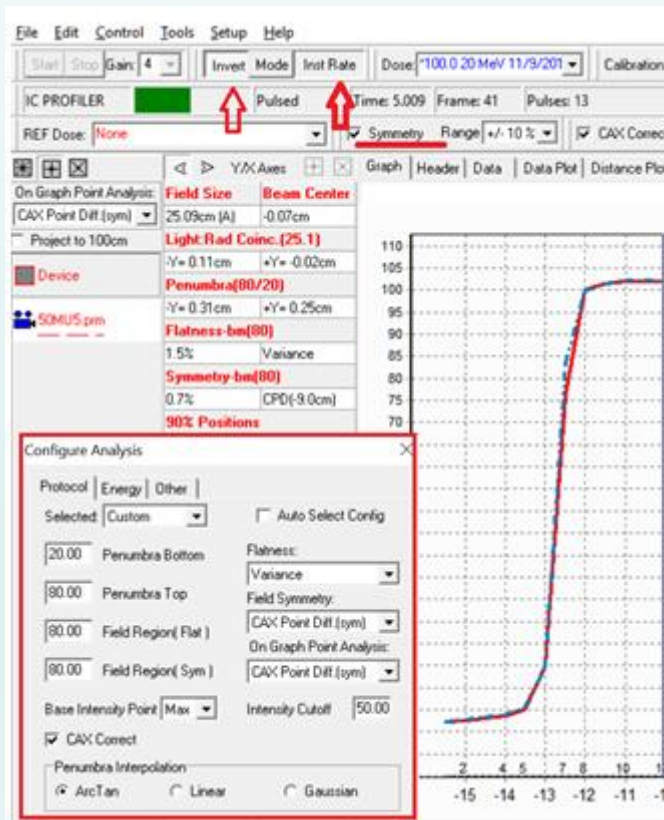 File Edit Control Tools Setup Help
Start Stop Gain: 4 Invert Mode Inst Rate Dose: *100.0 20 MeV 11/9/201 Calibration
IC PROFILER Pulsed Time: 5.009 Frame: 41 Pulses: 13
REF Dose: None Symmetry Range +/- 10 % CAX Correc
Y/X Axes Graph Header Data Data Plot Distance Plo
On Graph Point Analysis: Field Size Beam Center
CAX Point Diff.(sym) 25.09cm (A) -0.07cm
Project to 100cm Light:Rad Coinc.(25.1)
-Y= 0.11cm +Y= -0.02cm
Device Penumbra(80/20)
-Y= 0.31cm +Y= 0.25cm
50MUS.prm Flatness-bm(80)
1.5% Variance
Symmetry-bm(80)
0.7% CPD(-9.0cm)
90% Positions
110
105
100
95
90
85
80
75
70
Configure Analysis
Protocol Energy Other
Selected: Custom Auto Select Config
20.00 Penumbra Bottom Flatness:
Variance
80.00 Penumbra Top Field Symmetry:
CAX Point Diff.(sym)
80.00 Field Region( Flat )
On Graph Point Analysis:
80.00 Field Region( Sym ) CAX Point Diff.(sym)
Base Intensity Point Max Intensity Cutoff 50.00
CAX Correct
Penumbra Interpolation
ArcTan Linear Gaussian
2 4 5 7 8 10
-15 -14 -13 -12 -11